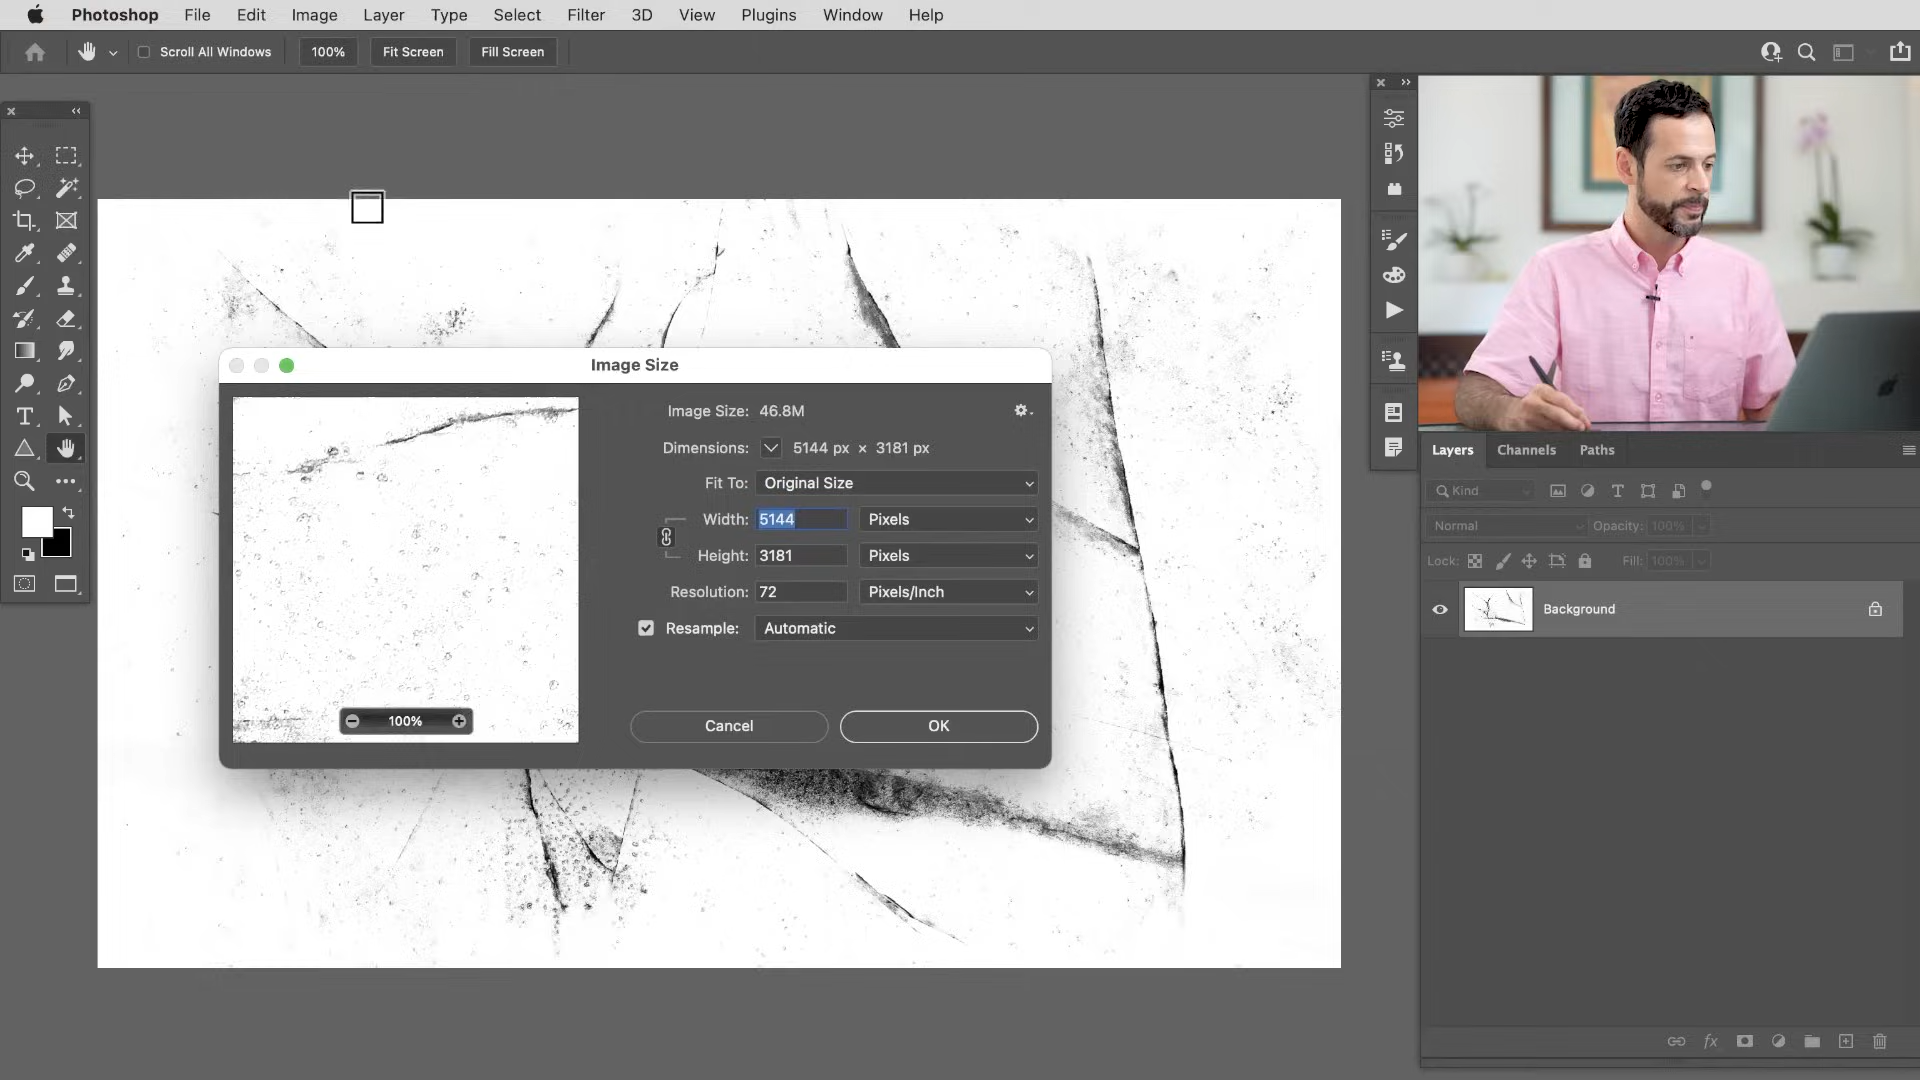 Photoshop File Edit Image Layer Type Select Filter 3D View Plugins Window Help
Scroll All Windows 100% Fit Screen Fill Screen
Image Size
Image Size: 46.8M
Dimensions: 5144 px × 3181 px
Fit To: Original Size
Width: 5144 Pixels
Height: 3181 Pixels
Resolution: 72 Pixels/Inch
Resample: Automatic
100%
Cancel OK
Layers Channels Paths
Kind
Normal Opacity: 100%
Lock: Fill: 100%
Background
fx